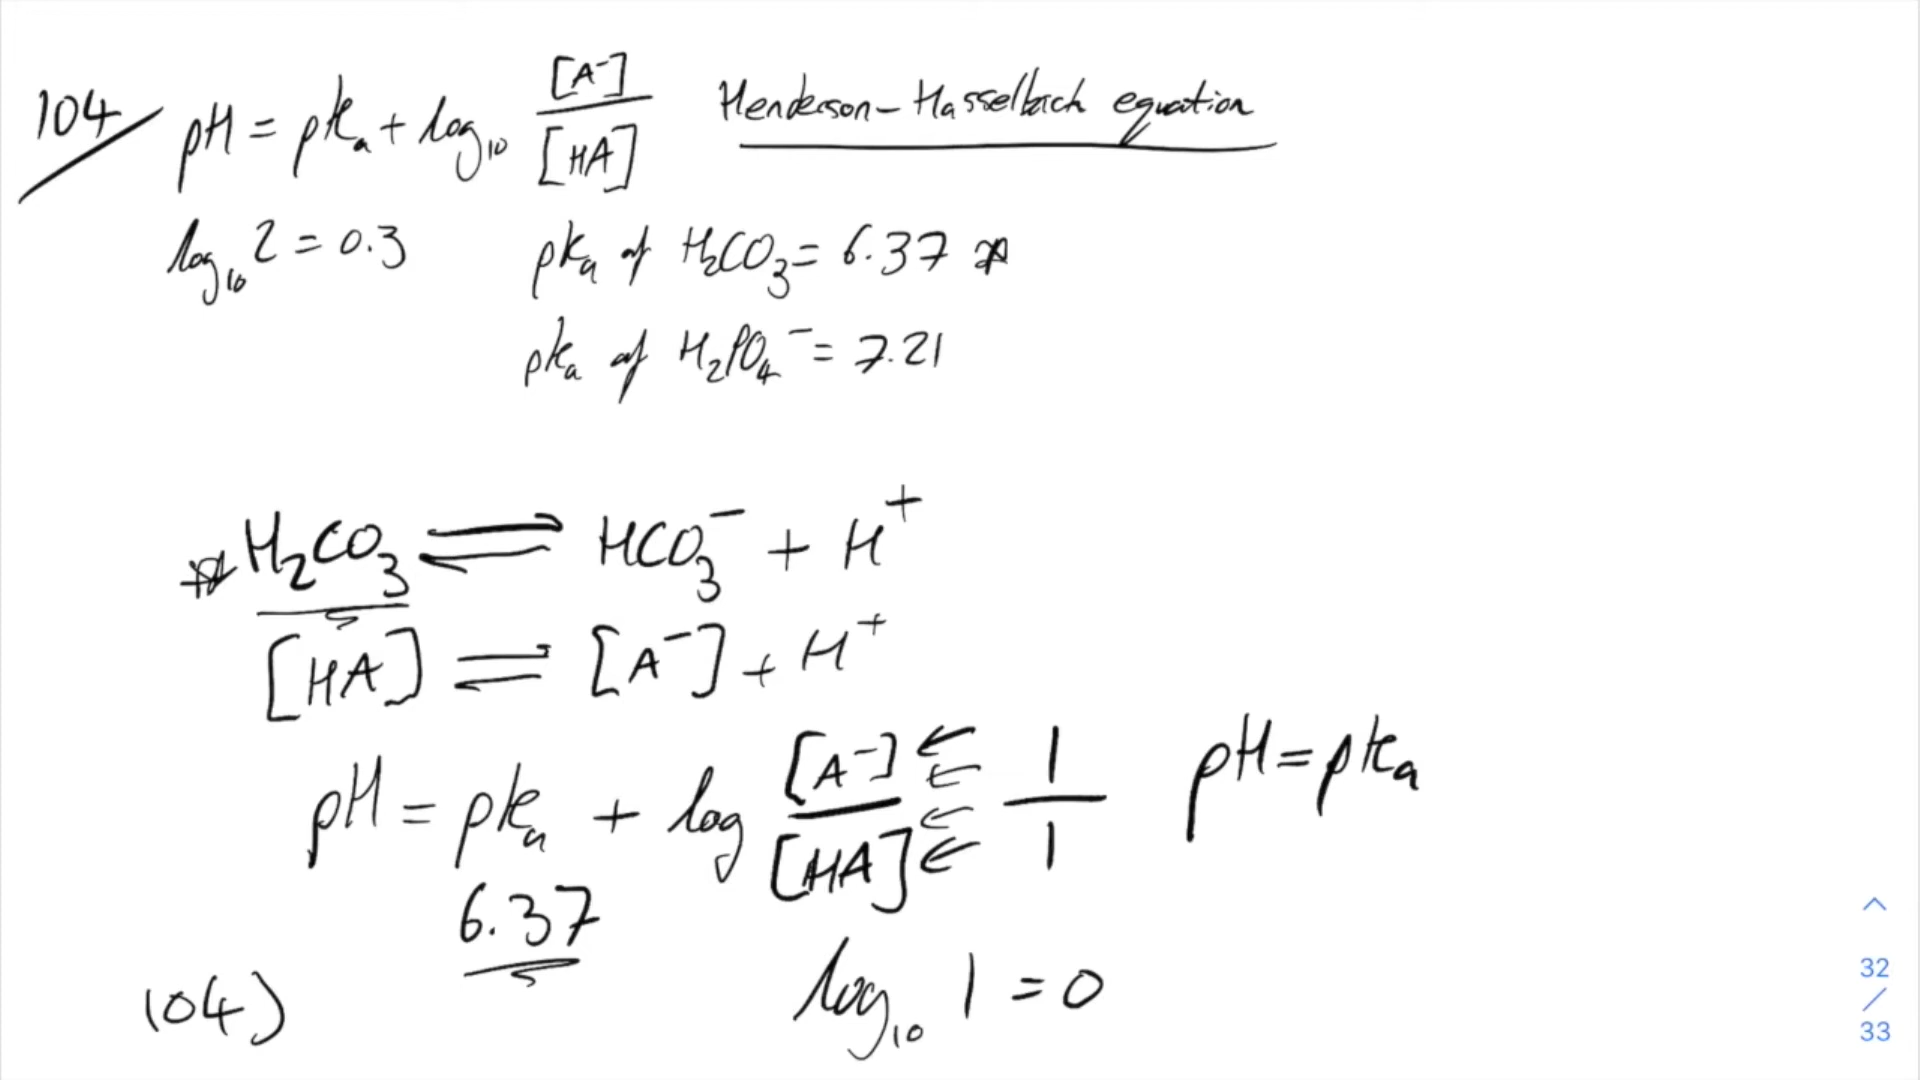 104 pH = pKa + log10 [A⁻]/[HA] Henderson-Hasselbach equation
log10 2 = 0.3 pKa of H2CO3 = 6.37 *
pKa of H2PO4⁻ = 7.21
* H2CO3 ⇌ HCO3⁻ + H⁺
[HA] ⇌ [A⁻] + H⁺
pH = pKa + log [A⁻]/[HA] ⇐ ⇐ 1/1 pH = pKa
6.37
104) log10 1 = 0
32
/
33